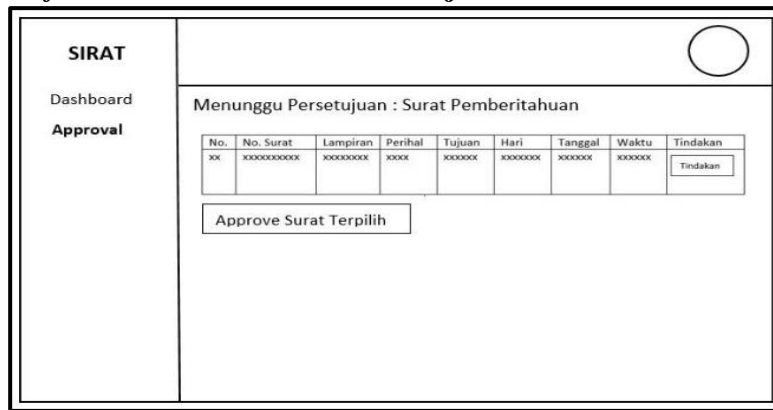 SIRAT
Dashboard
Approval
Menunggu Persetujuan : Surat Pemberitahuan
No. No. Surat Lampiran Perihal Tujuan Hari Tanggal Waktu Tindakan
xx xxxxxxxxxx xxxxxxxx xxxx xxxxxx xxxxxxx xxxxxx xxxxxx Tindakan
Approve Surat Terpilih